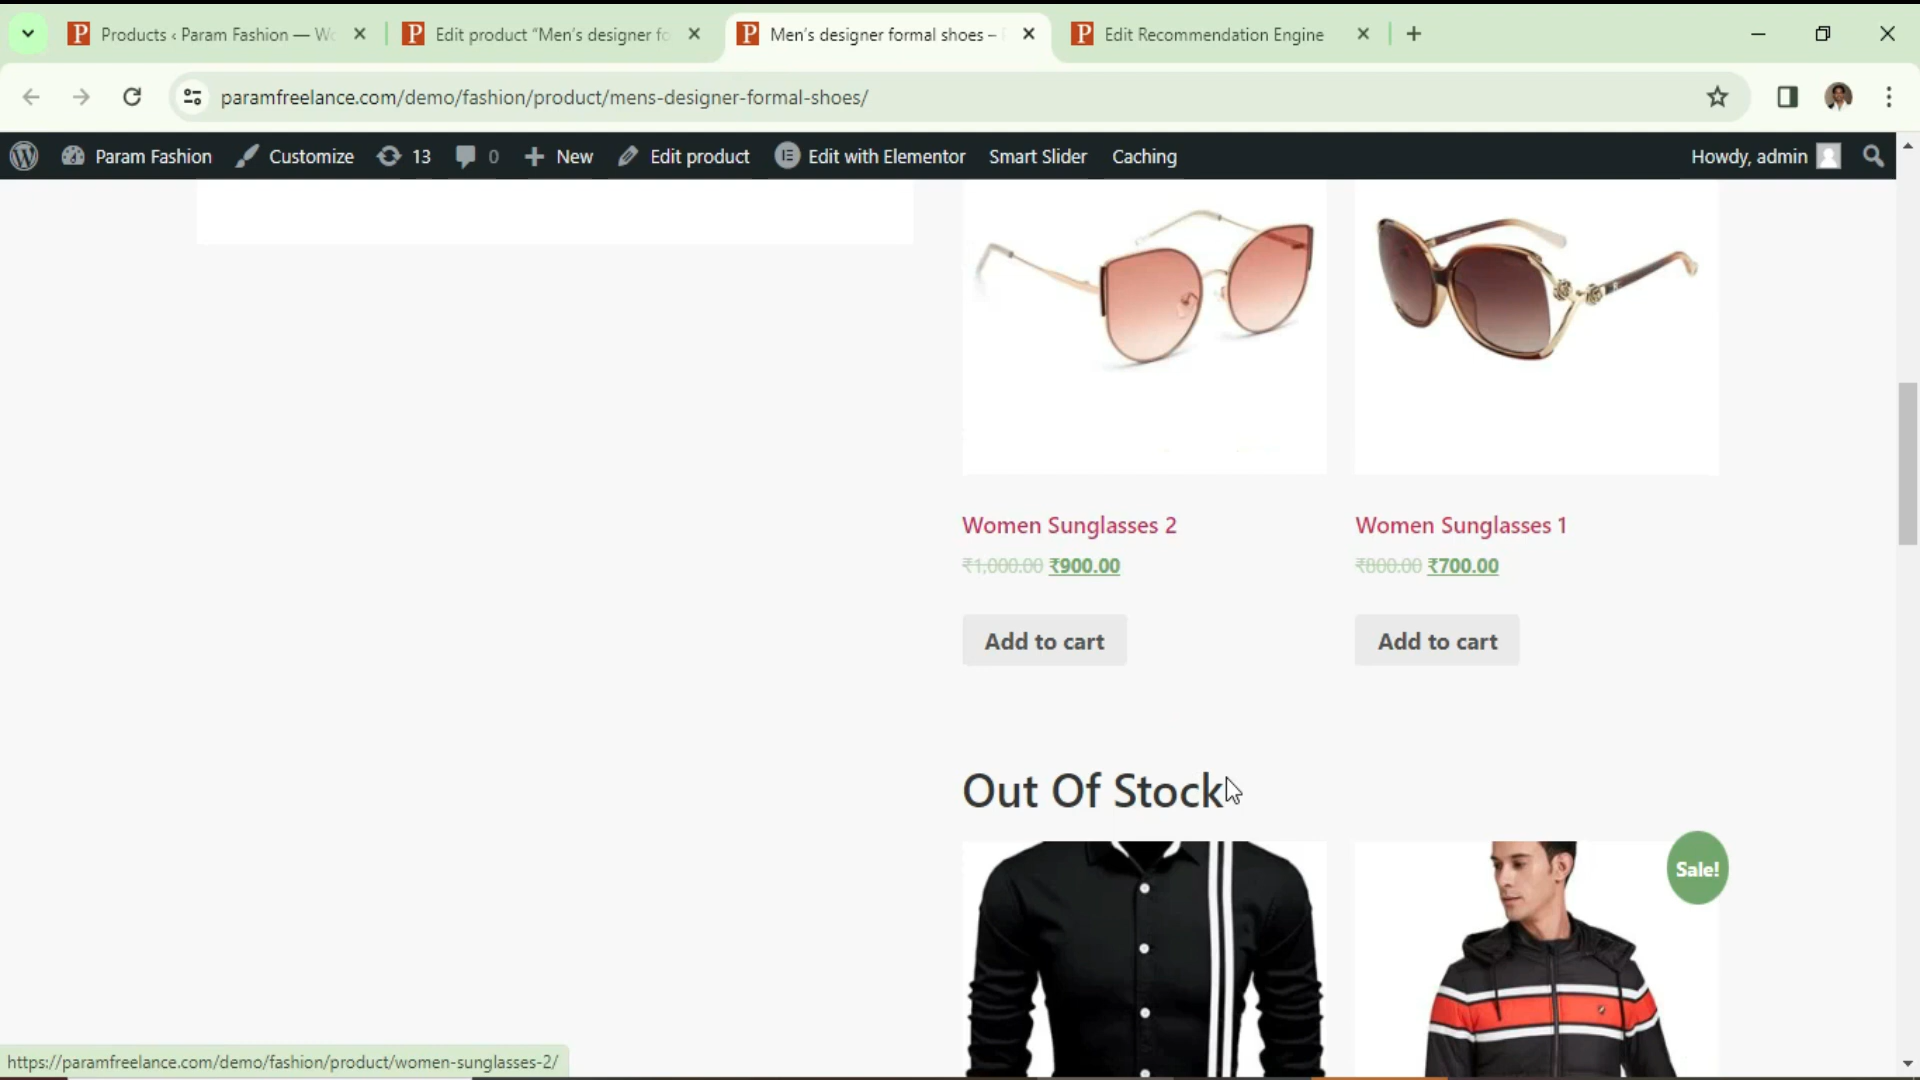 Products ‹ Param Fashion — Wo
Edit product “Men’s designer fo
Men’s designer formal shoes –
Edit Recommendation Engine
paramfreelance.com/demo/fashion/product/mens-designer-formal-shoes/
Param Fashion
Customize
13
0
New
Edit product
Edit with Elementor
Smart Slider
Caching
Howdy, admin
Women Sunglasses 2
Women Sunglasses 1
₹1,000.00 ₹900.00
₹800.00 ₹700.00
Add to cart
Add to cart
Out Of Stock
Sale!
https://paramfreelance.com/demo/fashion/product/women-sunglasses-2/